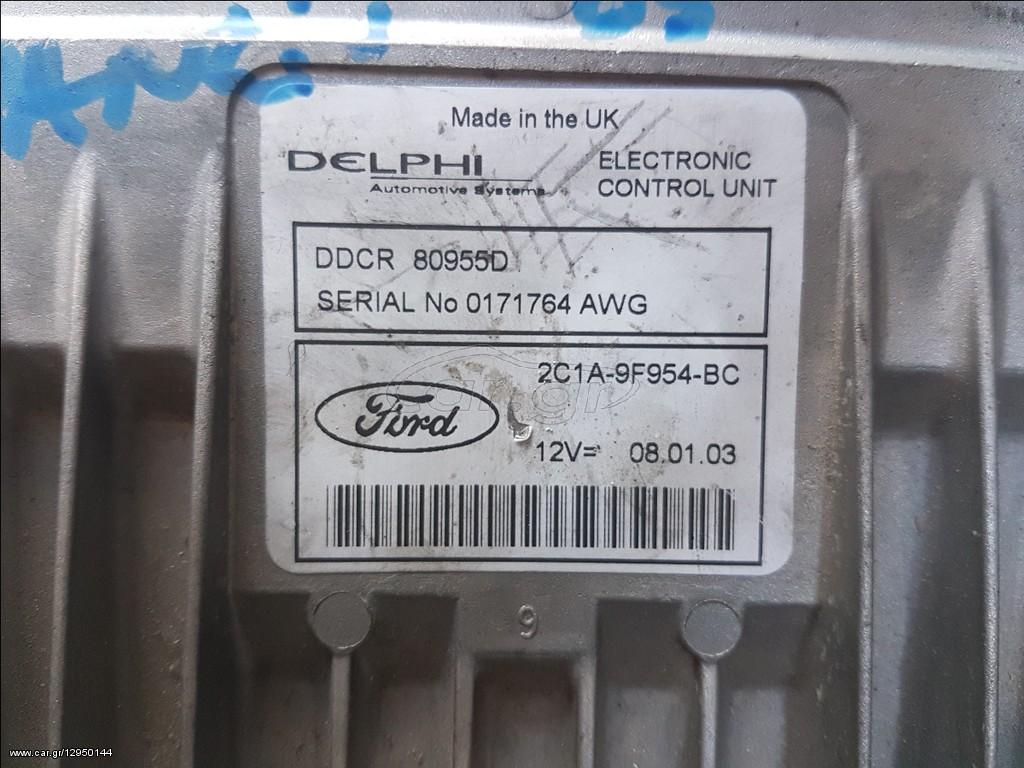 Made in the UK
DELPHI
Automotive Systems
ELECTRONIC
CONTROL UNIT
DDCR 80955D
SERIAL No 0171764 AWG
2C1A-9F954-BC
Ford
12V= 08.01.03
9
www.car.gr/12950144